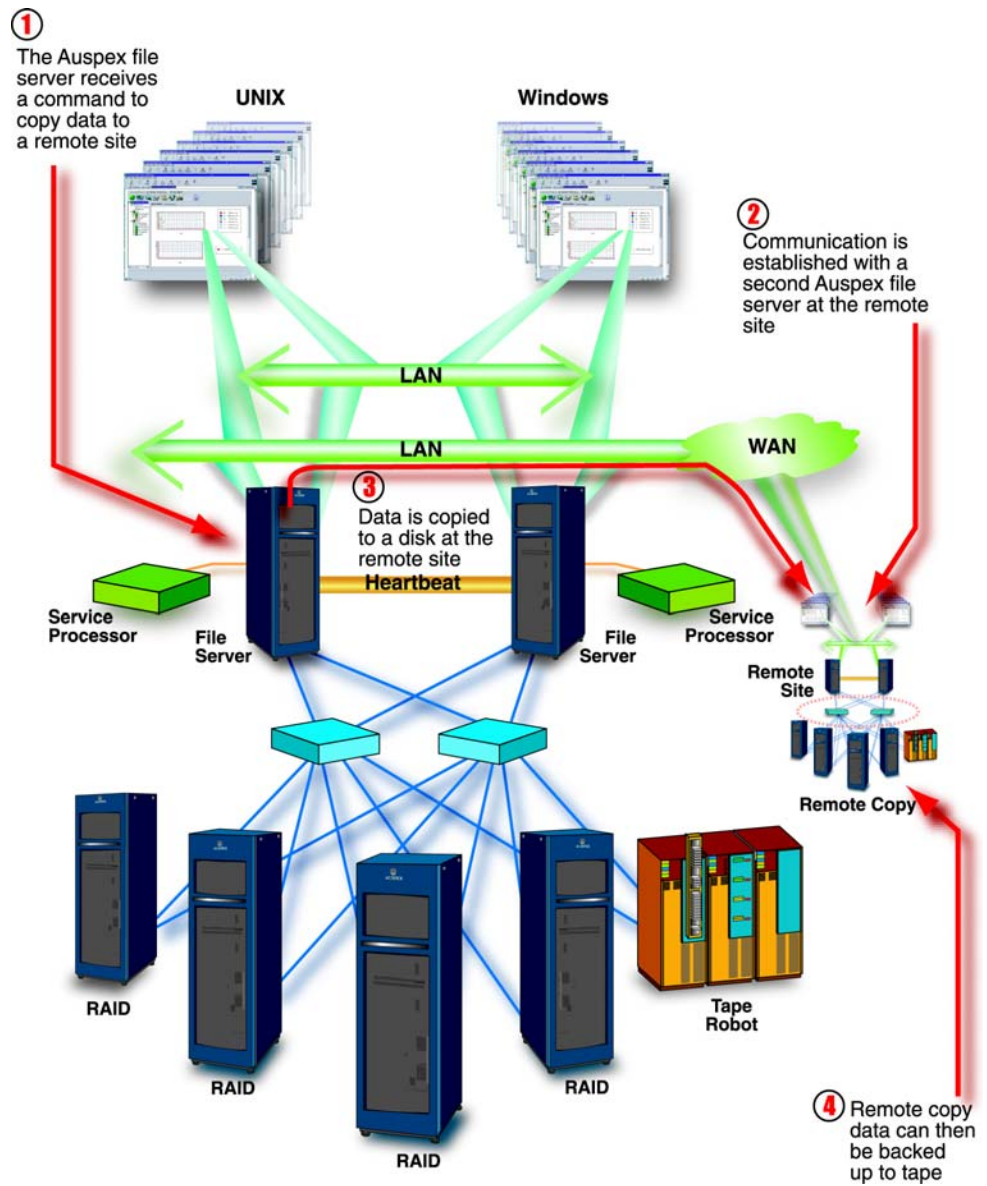 1
The Auspex file
server receives
a command to
copy data to
a remote site
UNIX
Windows
2
Communication is
established with a
second Auspex file
server at the remote
site
LAN
LAN
WAN
3
Data is copied
to a disk at the
remote site
Heartbeat
Service
Processor
File
Server
File
Server
Service
Processor
Remote
Site
Remote Copy
RAID
RAID
RAID
RAID
Tape
Robot
4
Remote copy
data can then
be backed
up to tape